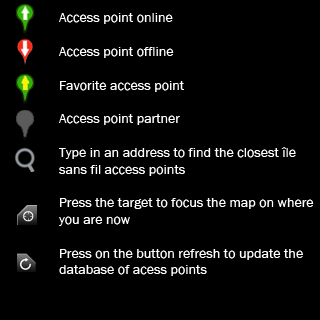 Access point online
Access point offline
Favorite access point
Access point partner
Type in an address to find the closest île
sans fil access points
Press the target to focus the map on where
you are now
Press on the button refresh to update the
database of acess points